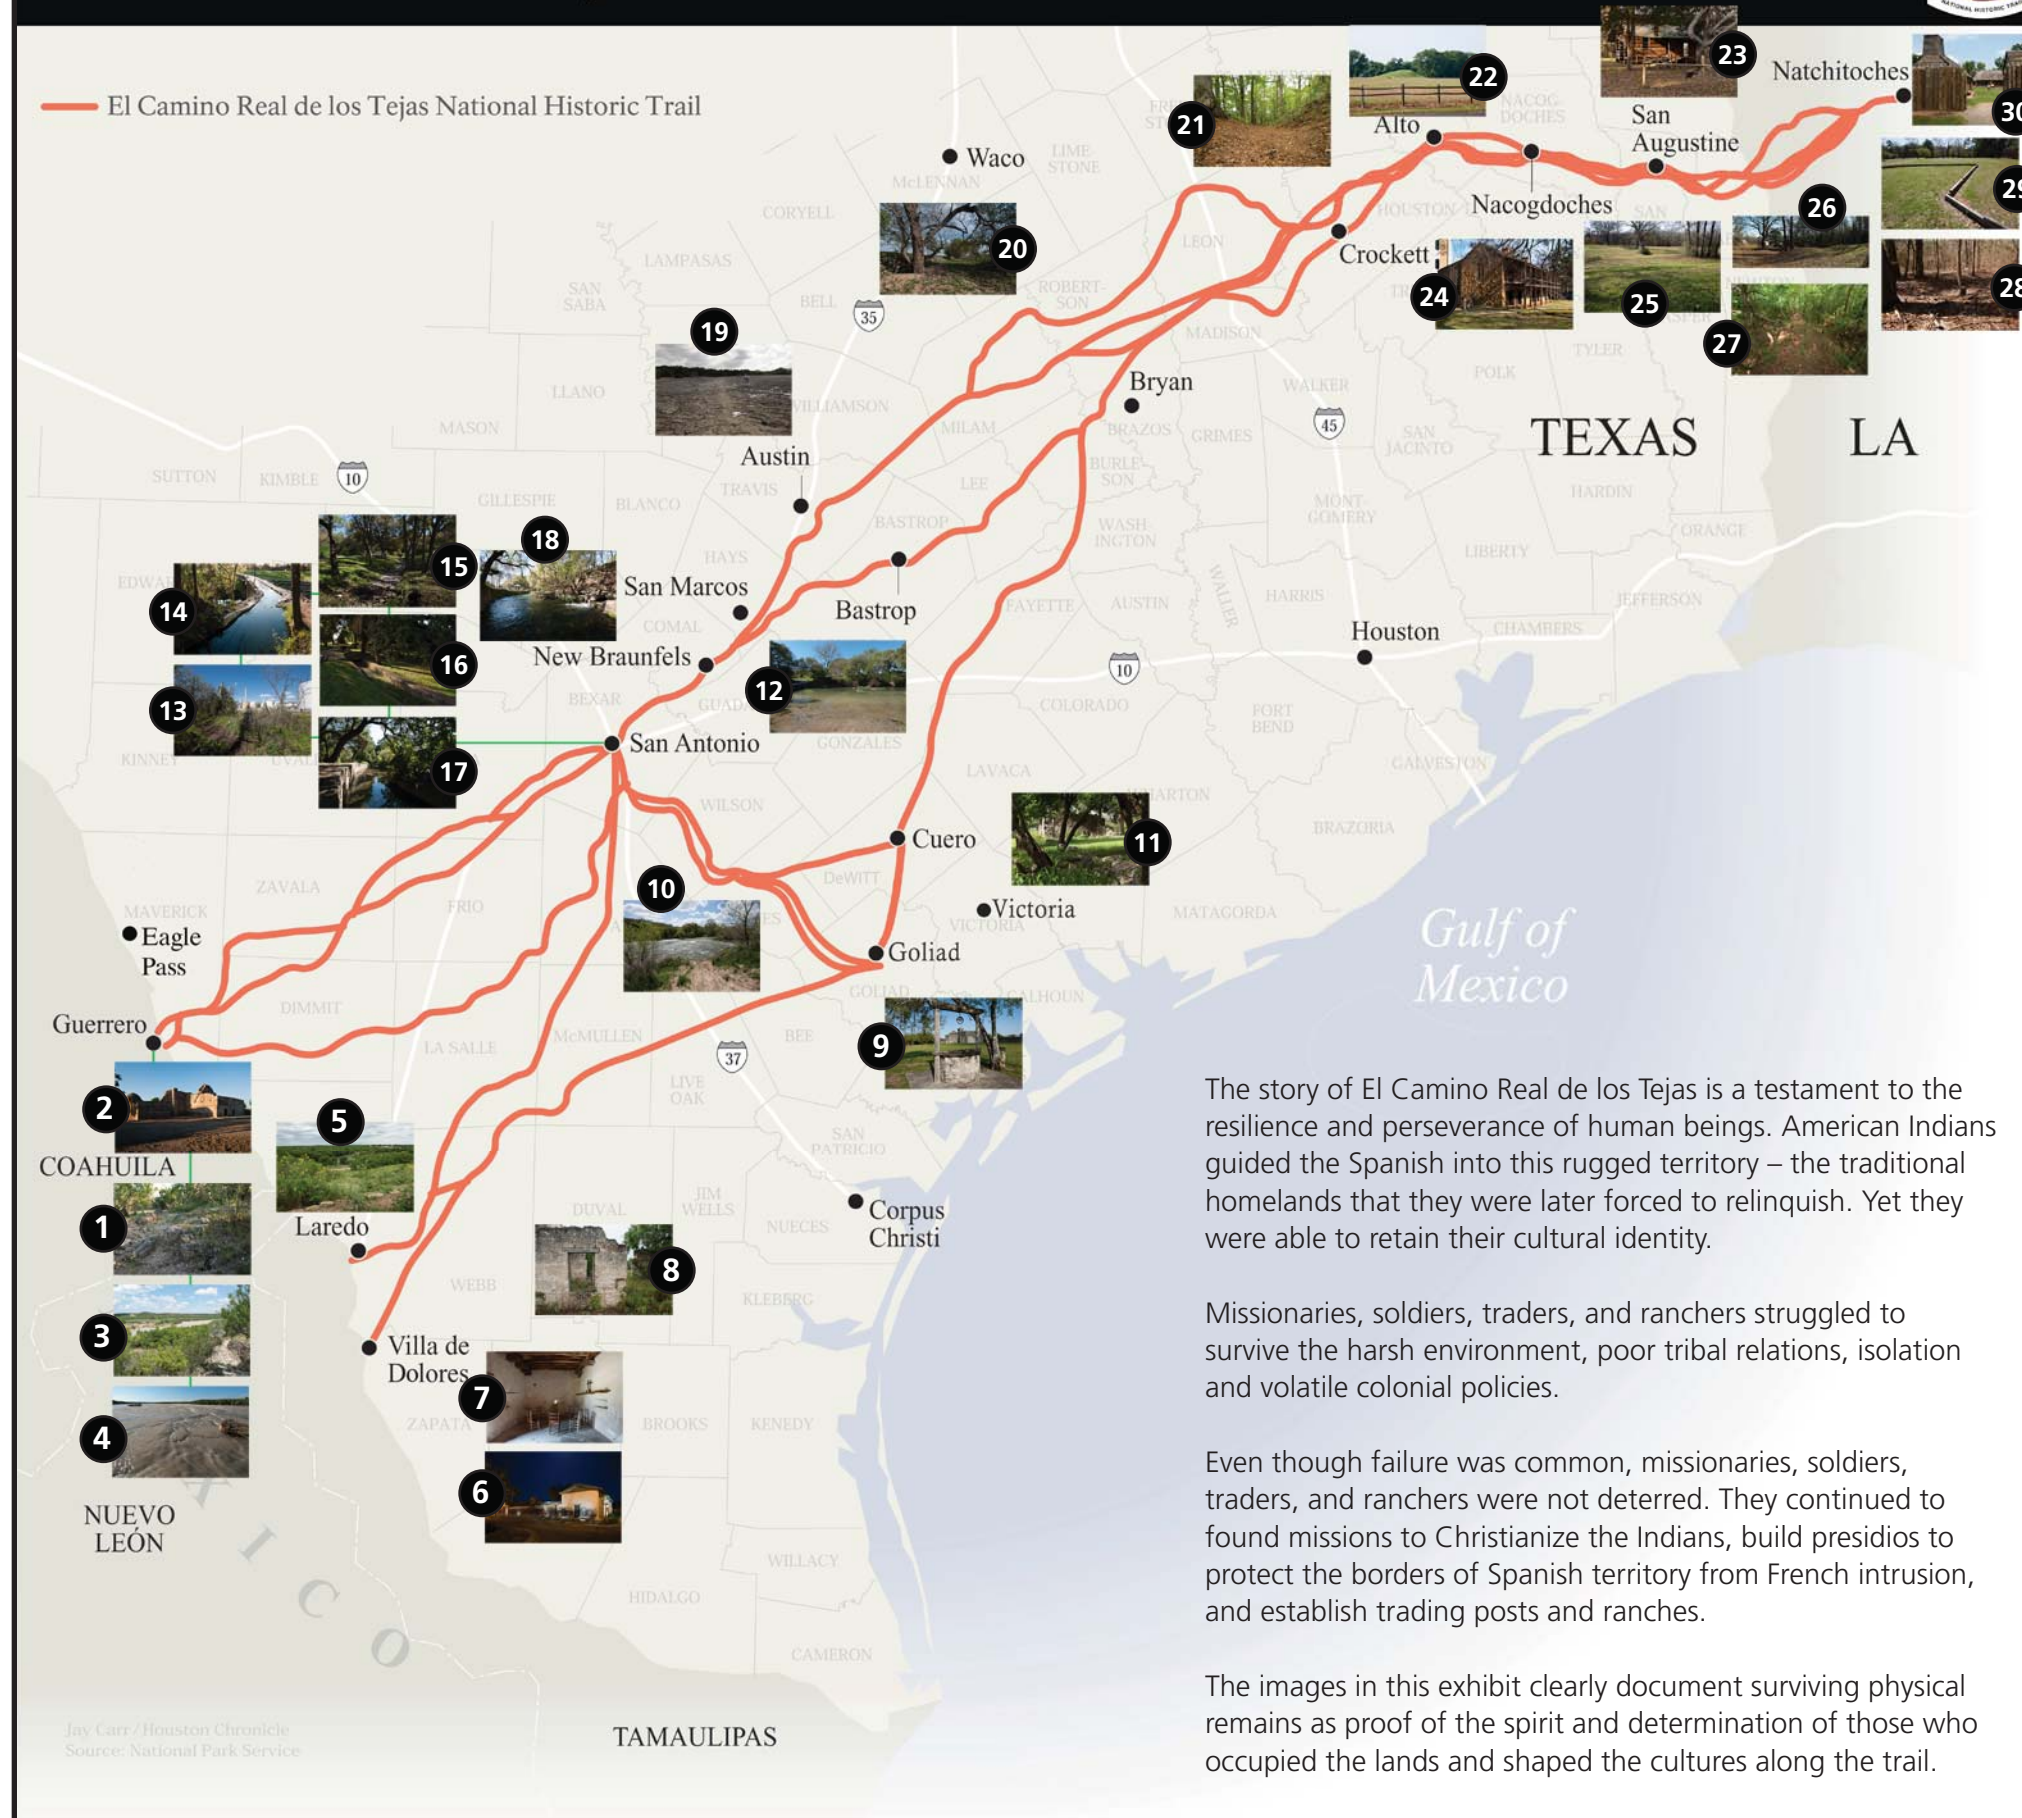 NATIONAL HISTORIC TRAIL
El Camino Real de los Tejas National Historic Trail
23
Natchitoches
22
30
21
San
Augustine
Alto
NACOG-
DOCHES
Waco
LIME-
STONE
McLENNAN
29
CORYELL
HOUSTON
Nacogdoches
SAN
26
20
LEON
Crockett
LAMPASAS
SAN
SABA
BELL
35
ROBERT-
SON
24
25
28
19
MADISON
27
TYLER
LLANO
Bryan
WALKER
POLK
WILLIAMSON
MASON
MILAM
BRAZOS
GRIMES
45
SAN
JACINTO
TEXAS
LA
Austin
SUTTON
KIMBLE
10
TRAVIS
LEE
BURLE-
SON
HARDIN
GILLESPIE
BLANCO
BASTROP
WASH-
INGTON
MONT-
GOMERY
ORANGE
18
HAYS
LIBERTY
15
14
San Marcos
Bastrop
WALLER
FAYETTE
AUSTIN
HARRIS
JEFFERSON
COMAL
CHAMBERS
Houston
16
New Braunfels
10
12
13
BEXAR
COLORADO
FORT
BEND
San Antonio
GONZALES
KINNEY
17
LAVACA
GALVESTON
WILSON
WHARTON
BRAZORIA
Cuero
11
DeWITT
10
ZAVALA
FRIO
MAVERICK
Victoria
VICTORIA
MATAGORDA
Eagle
Pass
Goliad
Gulf of
Mexico
DIMMIT
GOLIAD
CALHOUN
Guerrero
LA SALLE
McMULLEN
37
BEE
9
LIVE
OAK
2
5
COAHUILA
SAN
PATRICIO
1
Laredo
DUVAL
JIM
WELLS
NUECES
Corpus
Christi
WEBB
8
KLEBERG
3
Villa de
Dolores
7
4
ZAPATA
BROOKS
KENEDY
6
NUEVO
LEÓN
X
I
C
O
WILLACY
HIDALGO
CAMERON
TAMAULIPAS
Jay Carr / Houston Chronicle
Source: National Park Service
The story of El Camino Real de los Tejas is a testament to the
resilience and perseverance of human beings. American Indians
guided the Spanish into this rugged territory – the traditional
homelands that they were later forced to relinquish. Yet they
were able to retain their cultural identity.
Missionaries, soldiers, traders, and ranchers struggled to
survive the harsh environment, poor tribal relations, isolation
and volatile colonial policies.
Even though failure was common, missionaries, soldiers,
traders, and ranchers were not deterred. They continued to
found missions to Christianize the Indians, build presidios to
protect the borders of Spanish territory from French intrusion,
and establish trading posts and ranches.
The images in this exhibit clearly document surviving physical
remains as proof of the spirit and determination of those who
occupied the lands and shaped the cultures along the trail.